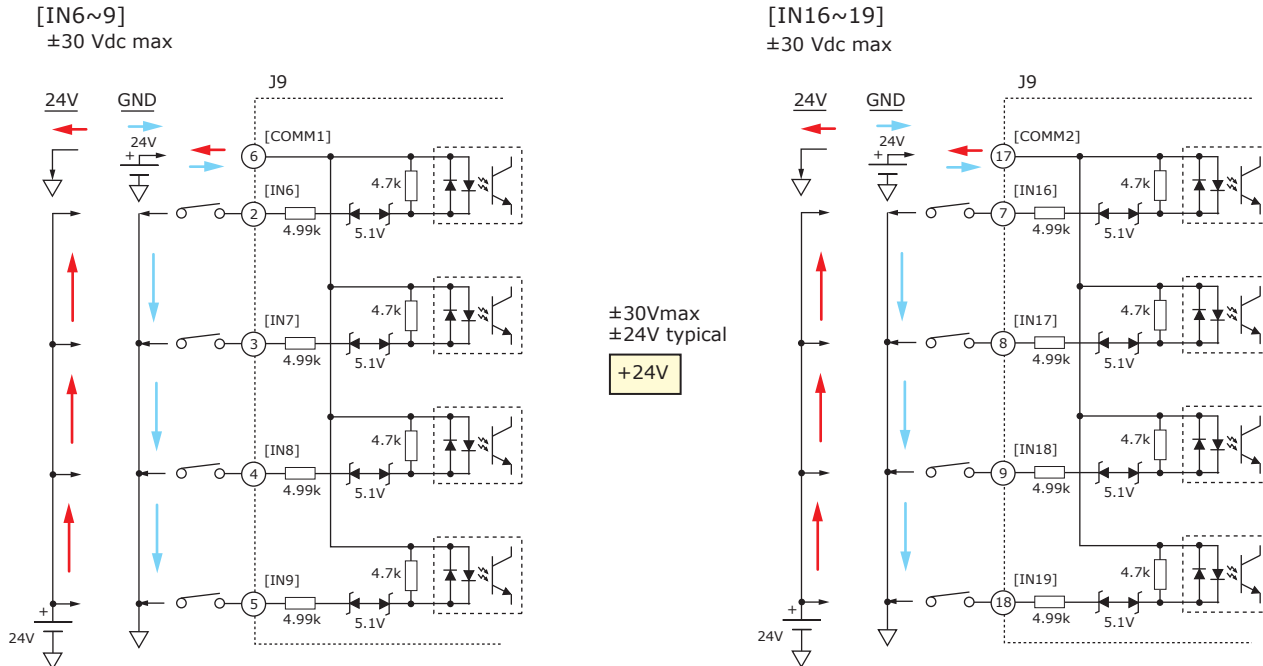 [IN6~9]
±30 Vdc max
J9
24V
GND
24V
+
[COMM1]
6
4.7k
[IN6]
2
4.99k
5.1V
4.7k
[IN7]
3
4.99k
5.1V
4.7k
[IN8]
4
4.99k
5.1V
4.7k
[IN9]
5
4.99k
5.1V
+
24V
±30Vmax
±24V typical
+24V
[IN16~19]
±30 Vdc max
J9
24V
GND
24V
+
[COMM2]
17
4.7k
[IN16]
7
4.99k
5.1V
4.7k
[IN17]
8
4.99k
5.1V
4.7k
[IN18]
9
4.99k
5.1V
4.7k
[IN19]
18
4.99k
5.1V
+
24V